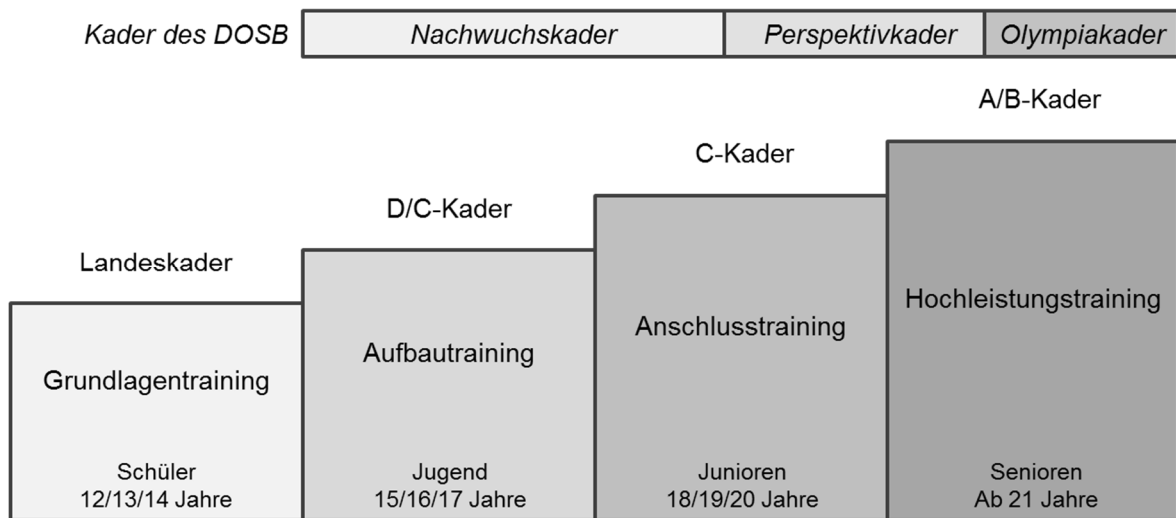 Kader des DOSB
Nachwuchskader
Perspektivkader
Olympiakader
A/B-Kader
C-Kader
D/C-Kader
Landeskader
Hochleistungstraining
Anschlusstraining
Aufbautraining
Grundlagentraining
Schüler
12/13/14 Jahre
Jugend
15/16/17 Jahre
Junioren
18/19/20 Jahre
Senioren
Ab 21 Jahre